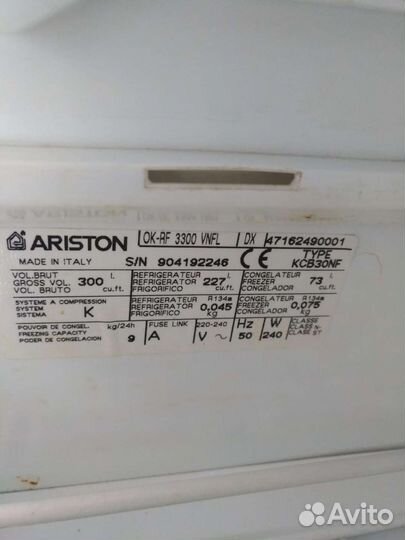 ARISTON OK-RF 3300 VNFL DX 47162490001
MADE IN ITALY S/N 904192246 CE TYPE KCB30NF
VOL.BRUT
GROSS VOL. 300 l. cu.ft.
VOL. BRUTO
REFRIGERATEUR
REFRIGERATOR 227 l. cu.ft.
FRIGORIFICO
CONGELATEUR
FREEZER 73 l. cu.ft.
CONGELADOR
SYSTEME A COMPRESSION
SYSTEM K
SISTEMA
REFRIGERATEUR R134a
REFRIGERATOR 0,045
FRIGORIFICO kg
CONGELATEUR R134a
FREEZER 0,075
CONGELADOR kg
POUVOIR DE CONGEL. kg/24h
FREEZING CAPACITY 9
PODER DE CONGELACION
FUSE LINK A
220-240 V ~
Hz 50
W 240
CLASSE
CLASS N-ST
CLASE
Avito